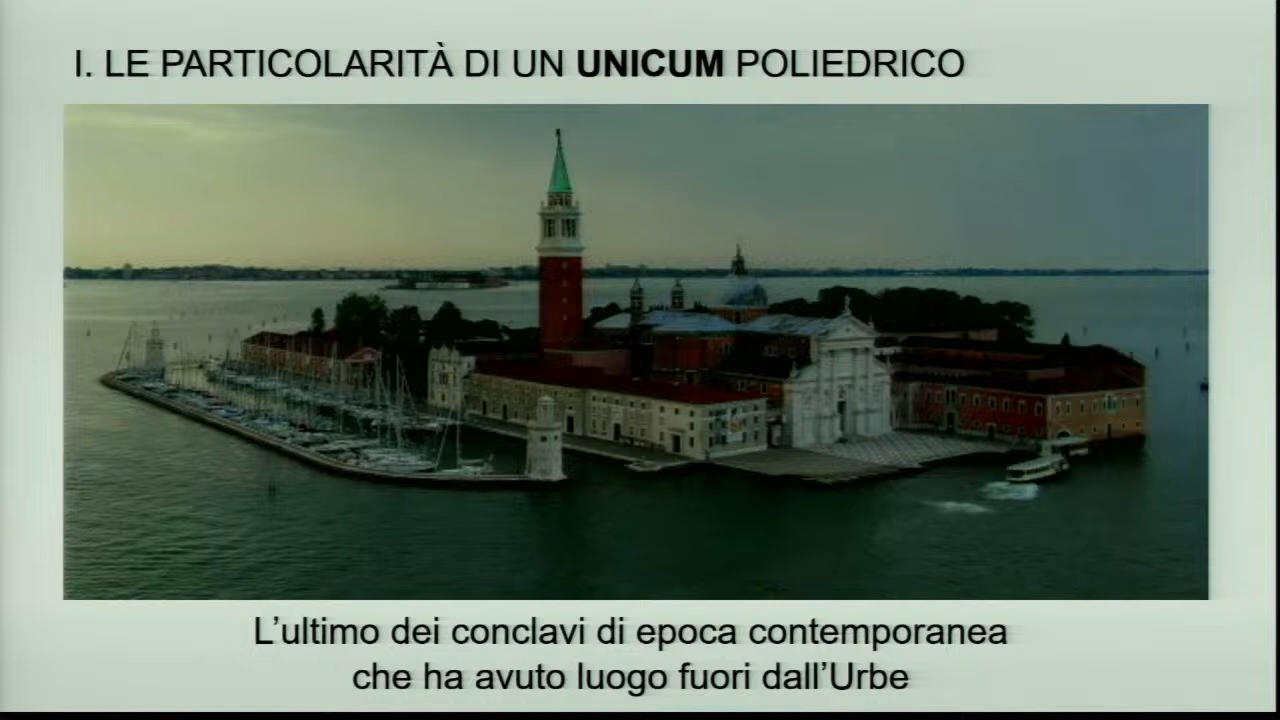 I. LE PARTICOLARITÀ DI UN UNICUM POLIEDRICO
L’ultimo dei conclavi di epoca contemporanea
che ha avuto luogo fuori dall’Urbe